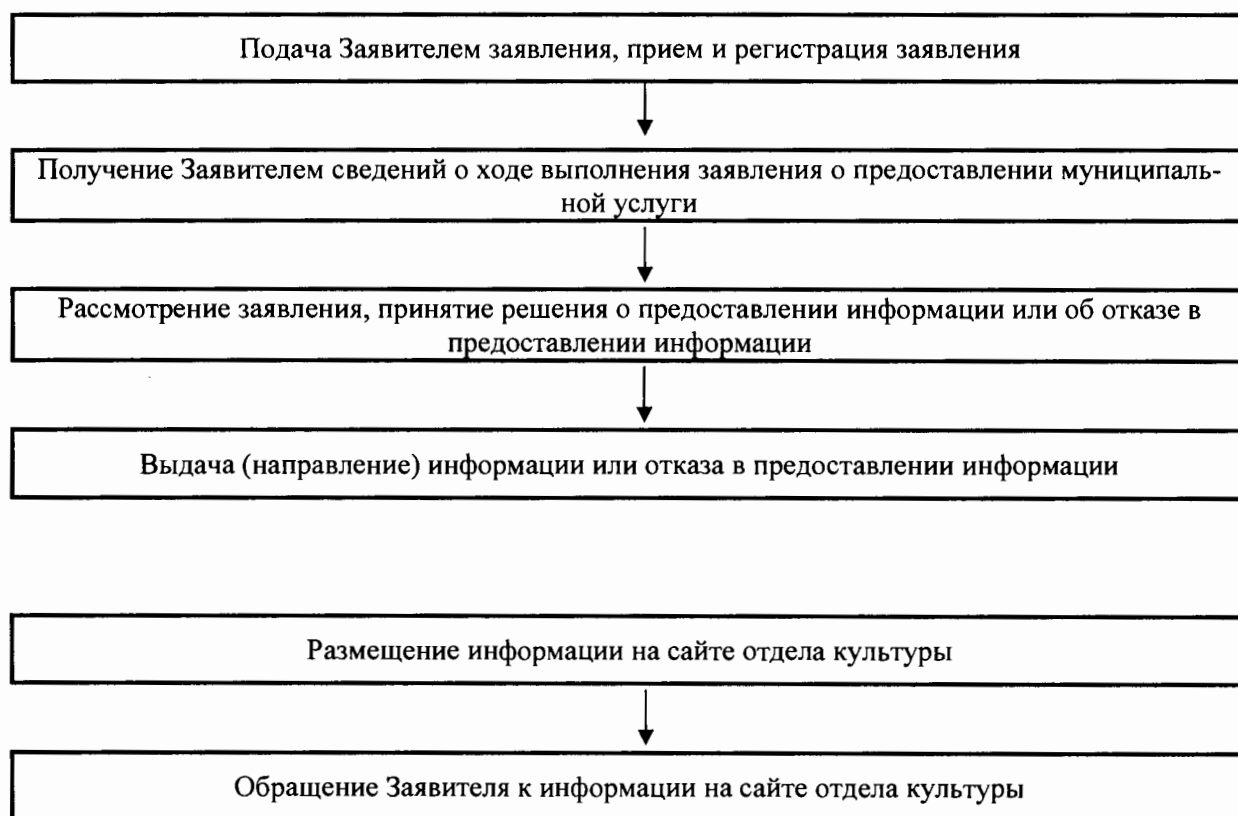 Подача Заявителем заявления, прием и регистрация заявления
Получение Заявителем сведений о ходе выполнения заявления о предоставлении муниципаль-
ной услуги
Рассмотрение заявления, принятие решения о предоставлении информации или об отказе в
предоставлении информации
Выдача (направление) информации или отказа в предоставлении информации
Размещение информации на сайте отдела культуры
Обращение Заявителя к информации на сайте отдела культуры